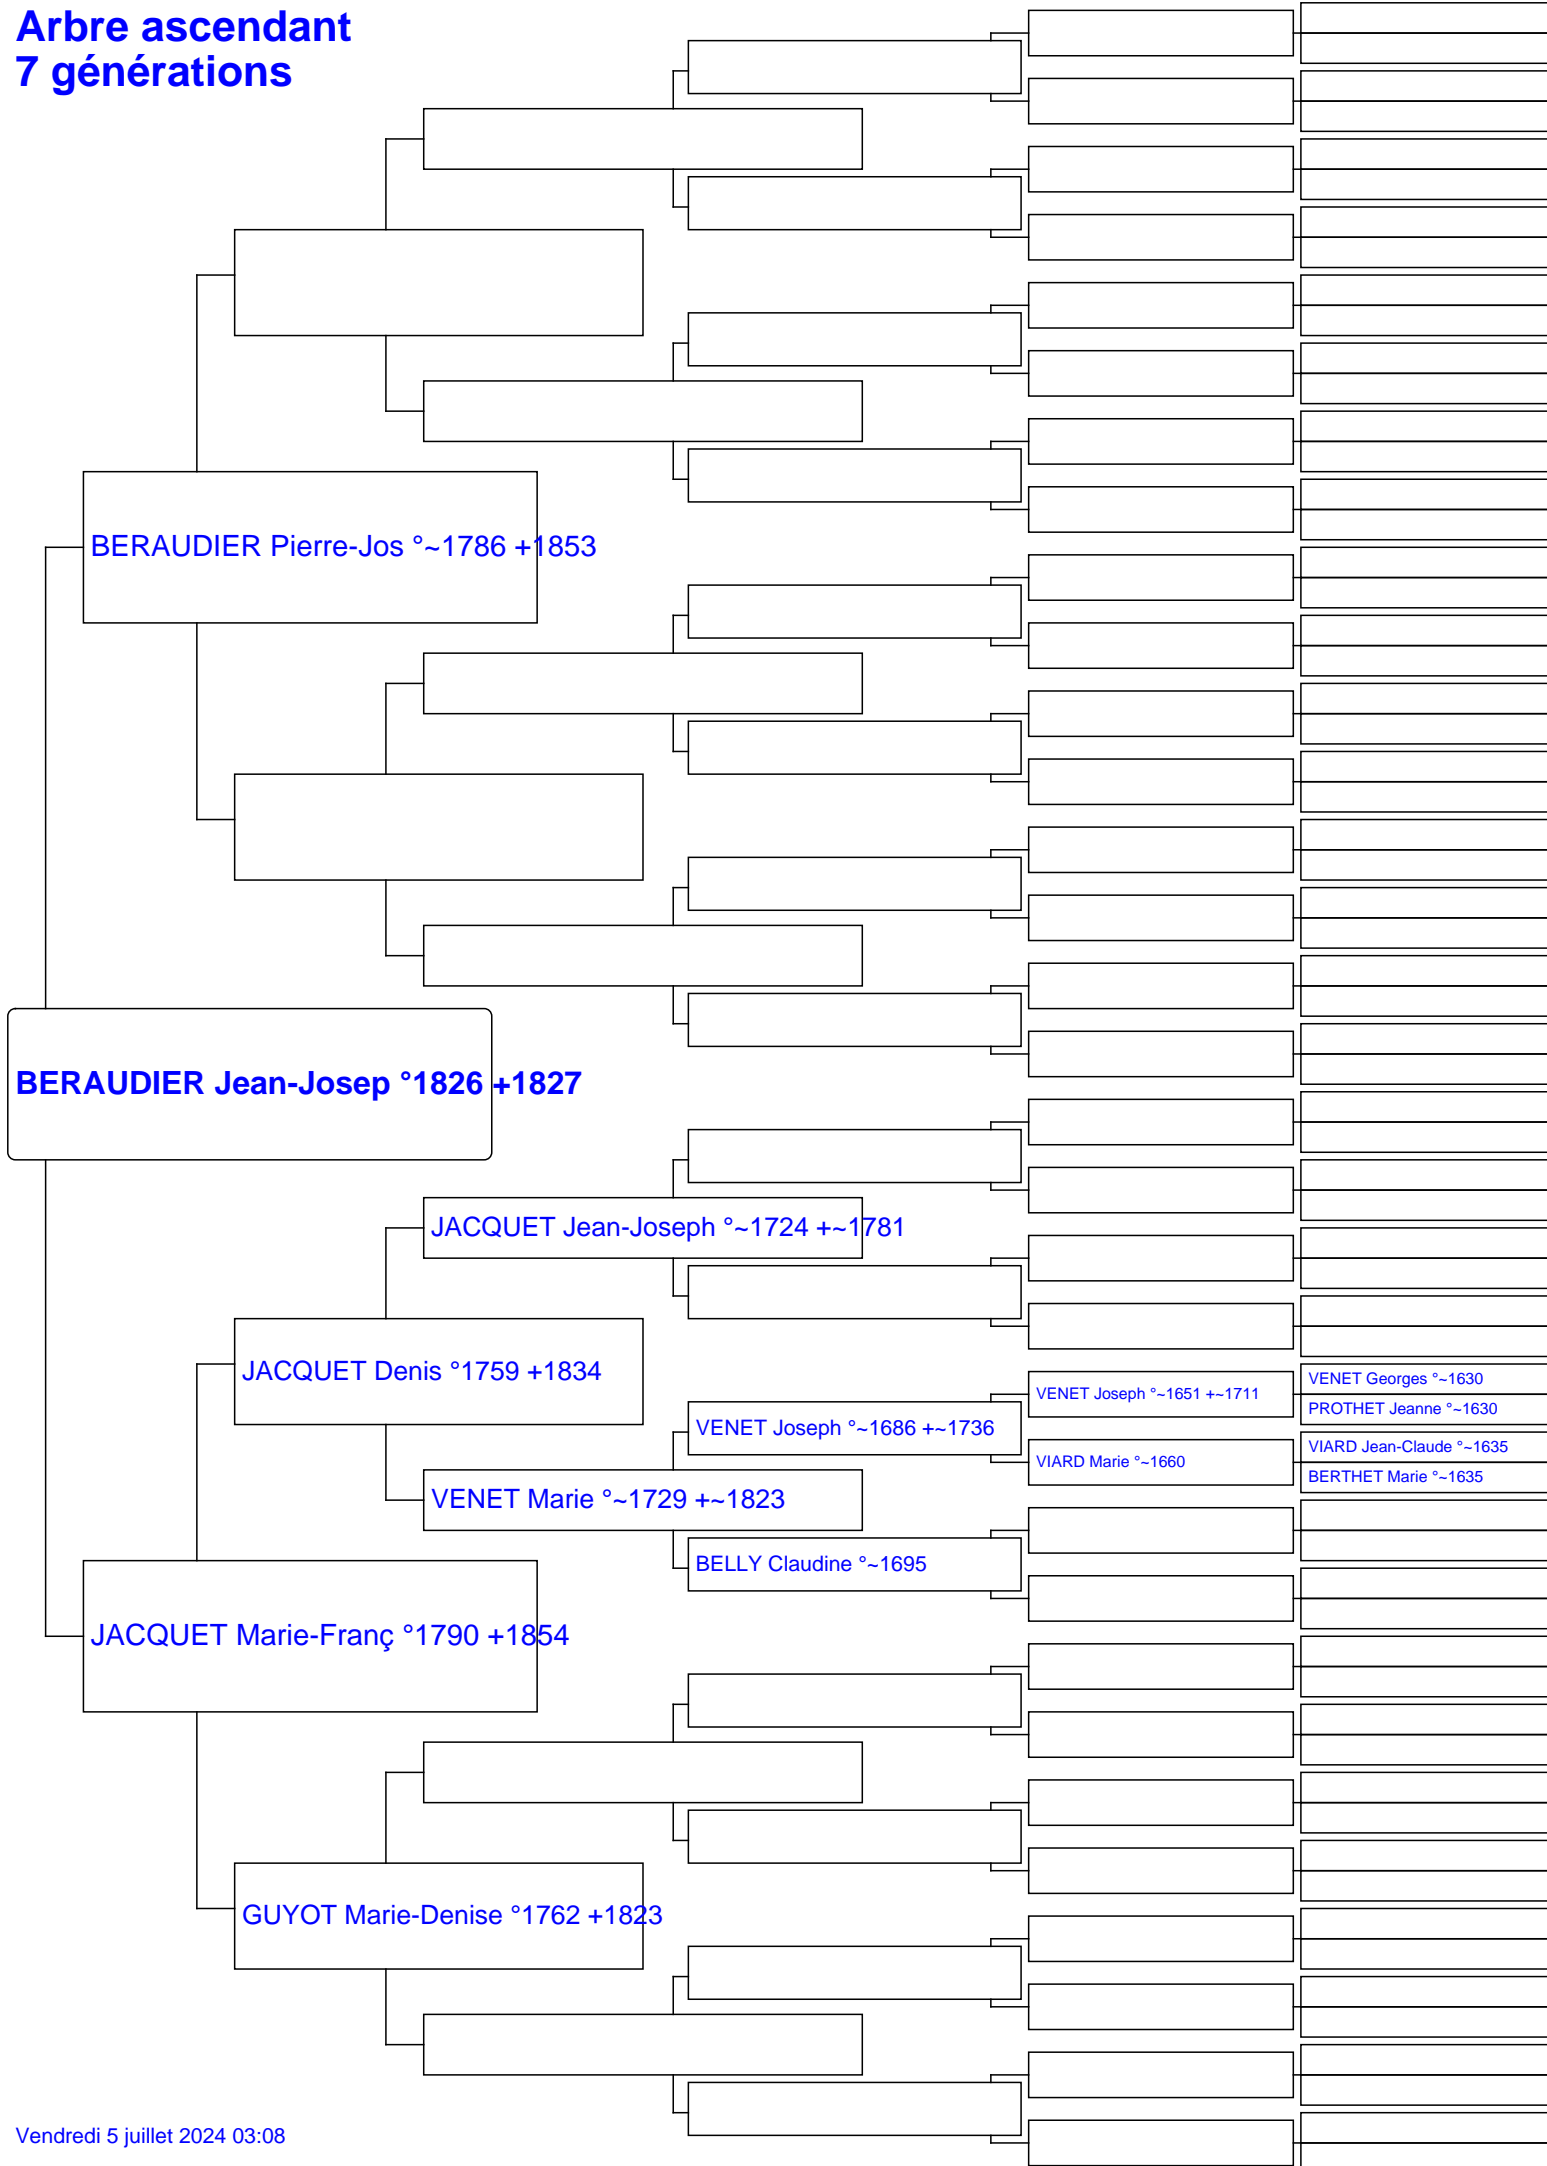 Arbre ascendant
7 générations
BERAUDIER Pierre-Jos °~1786 +1853
BERAUDIER Jean-Josep °1826 +1827
JACQUET Jean-Joseph °~1724 +~1781
JACQUET Denis °1759 +1834
VENET Georges °~1630
VENET Joseph °~1651 +~1711
PROTHET Jeanne °~1630
VENET Joseph °~1686 +~1736
VIARD Jean-Claude °~1635
VIARD Marie °~1660
BERTHET Marie °~1635
VENET Marie °~1729 +~1823
BELLY Claudine °~1695
JACQUET Marie-Franç °1790 +1854
GUYOT Marie-Denise °1762 +1823
Vendredi 5 juillet 2024 03:08